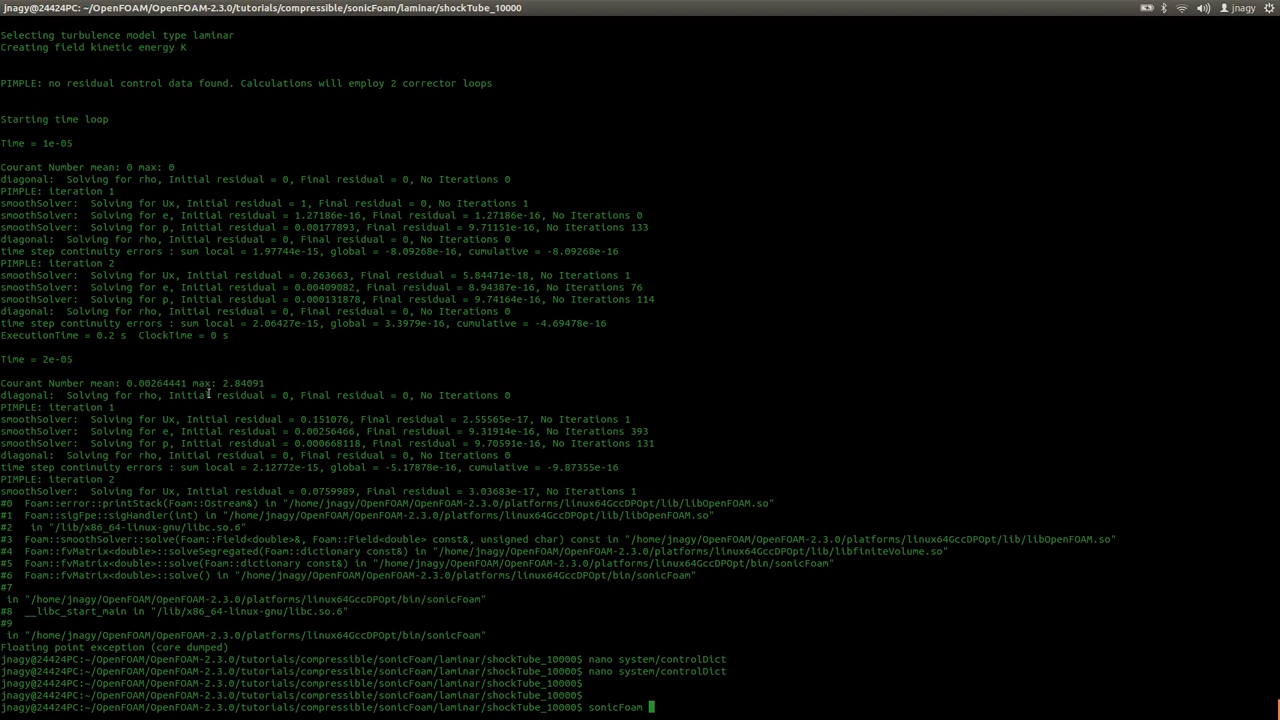 jnagy@24424PC: ~/OpenFOAM/OpenFOAM-2.3.0/tutorials/compressible/sonicFoam/laminar/shockTube_10000
jnagy
Selecting turbulence model type laminar
Creating field kinetic energy K
PIMPLE: no residual control data found. Calculations will employ 2 corrector loops
Starting time loop
Time = 1e-05
Courant Number mean: 0 max: 0
diagonal:  Solving for rho, Initial residual = 0, Final residual = 0, No Iterations 0
PIMPLE: iteration 1
smoothSolver:  Solving for Ux, Initial residual = 1, Final residual = 0, No Iterations 1
smoothSolver:  Solving for e, Initial residual = 1.27186e-16, Final residual = 1.27186e-16, No Iterations 0
smoothSolver:  Solving for p, Initial residual = 0.00177893, Final residual = 9.71151e-16, No Iterations 133
diagonal:  Solving for rho, Initial residual = 0, Final residual = 0, No Iterations 0
time step continuity errors : sum local = 1.97744e-15, global = -8.09268e-16, cumulative = -8.09268e-16
PIMPLE: iteration 2
smoothSolver:  Solving for Ux, Initial residual = 0.263663, Final residual = 5.84471e-18, No Iterations 1
smoothSolver:  Solving for e, Initial residual = 0.00409082, Final residual = 8.94387e-16, No Iterations 76
smoothSolver:  Solving for p, Initial residual = 0.000131878, Final residual = 9.74164e-16, No Iterations 114
diagonal:  Solving for rho, Initial residual = 0, Final residual = 0, No Iterations 0
time step continuity errors : sum local = 2.06427e-15, global = 3.3979e-16, cumulative = -4.69478e-16
ExecutionTime = 0.2 s  ClockTime = 0 s
Time = 2e-05
Courant Number mean: 0.00264441 max: 2.84091
diagonal:  Solving for rho, Initial residual = 0, Final residual = 0, No Iterations 0
PIMPLE: iteration 1
smoothSolver:  Solving for Ux, Initial residual = 0.151076, Final residual = 2.55565e-17, No Iterations 1
smoothSolver:  Solving for e, Initial residual = 0.00256466, Final residual = 9.31914e-16, No Iterations 393
smoothSolver:  Solving for p, Initial residual = 0.000668118, Final residual = 9.70591e-16, No Iterations 131
diagonal:  Solving for rho, Initial residual = 0, Final residual = 0, No Iterations 0
time step continuity errors : sum local = 2.12772e-15, global = -5.17878e-16, cumulative = -9.87355e-16
PIMPLE: iteration 2
smoothSolver:  Solving for Ux, Initial residual = 0.0759989, Final residual = 3.03683e-17, No Iterations 1
#0  Foam::error::printStack(Foam::Ostream&) in "/home/jnagy/OpenFOAM/OpenFOAM-2.3.0/platforms/linux64GccDPOpt/lib/libOpenFOAM.so"
#1  Foam::sigFpe::sigHandler(int) in "/home/jnagy/OpenFOAM/OpenFOAM-2.3.0/platforms/linux64GccDPOpt/lib/libOpenFOAM.so"
#2   in "/lib/x86_64-linux-gnu/libc.so.6"
#3  Foam::smoothSolver::solve(Foam::Field<double>&, Foam::Field<double> const&, unsigned char) const in "/home/jnagy/OpenFOAM/OpenFOAM-2.3.0/platforms/linux64GccDPOpt/lib/libOpenFOAM.so"
#4  Foam::fvMatrix<double>::solveSegregated(Foam::dictionary const&) in "/home/jnagy/OpenFOAM/OpenFOAM-2.3.0/platforms/linux64GccDPOpt/lib/libfiniteVolume.so"
#5  Foam::fvMatrix<double>::solve(Foam::dictionary const&) in "/home/jnagy/OpenFOAM/OpenFOAM-2.3.0/platforms/linux64GccDPOpt/bin/sonicFoam"
#6  Foam::fvMatrix<double>::solve() in "/home/jnagy/OpenFOAM/OpenFOAM-2.3.0/platforms/linux64GccDPOpt/bin/sonicFoam"
#7
 in "/home/jnagy/OpenFOAM/OpenFOAM-2.3.0/platforms/linux64GccDPOpt/bin/sonicFoam"
#8  __libc_start_main in "/lib/x86_64-linux-gnu/libc.so.6"
#9
 in "/home/jnagy/OpenFOAM/OpenFOAM-2.3.0/platforms/linux64GccDPOpt/bin/sonicFoam"
Floating point exception (core dumped)
jnagy@24424PC:~/OpenFOAM/OpenFOAM-2.3.0/tutorials/compressible/sonicFoam/laminar/shockTube_10000$ nano system/controlDict
jnagy@24424PC:~/OpenFOAM/OpenFOAM-2.3.0/tutorials/compressible/sonicFoam/laminar/shockTube_10000$ nano system/controlDict
jnagy@24424PC:~/OpenFOAM/OpenFOAM-2.3.0/tutorials/compressible/sonicFoam/laminar/shockTube_10000$
jnagy@24424PC:~/OpenFOAM/OpenFOAM-2.3.0/tutorials/compressible/sonicFoam/laminar/shockTube_10000$
jnagy@24424PC:~/OpenFOAM/OpenFOAM-2.3.0/tutorials/compressible/sonicFoam/laminar/shockTube_10000$ sonicFoam